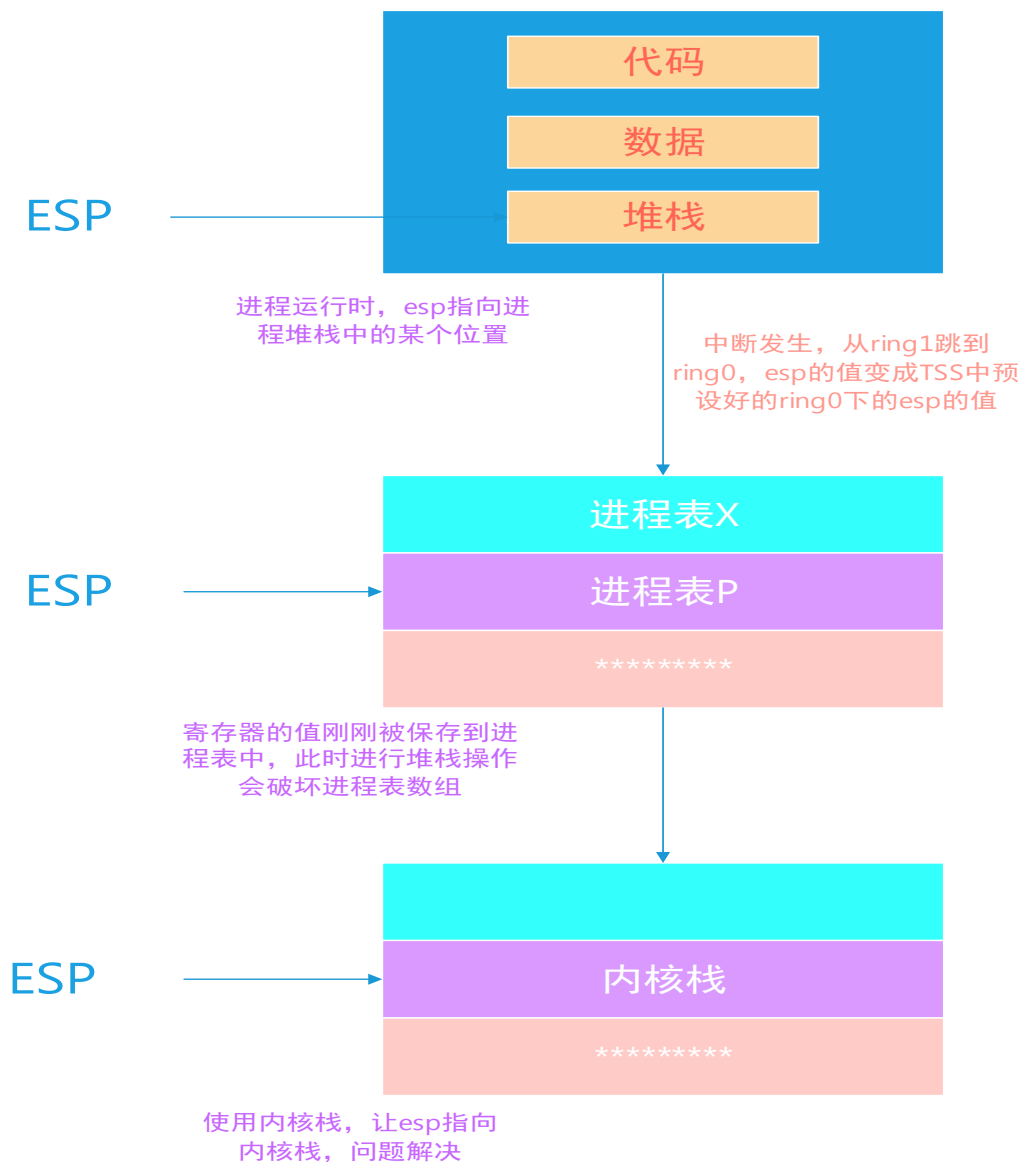 代码
数据
ESP
堆栈
进程运行时，esp指向进
程堆栈中的某个位置
中断发生，从ring1跳到
ring0，esp的值变成TSS中预
设好的ring0下的esp的值
进程表X
ESP
进程表P
*********
寄存器的值刚刚被保存到进
程表中，此时进行堆栈操作
会破坏进程表数组
ESP
内核栈
*********
使用内核栈，让esp指向
内核栈，问题解决